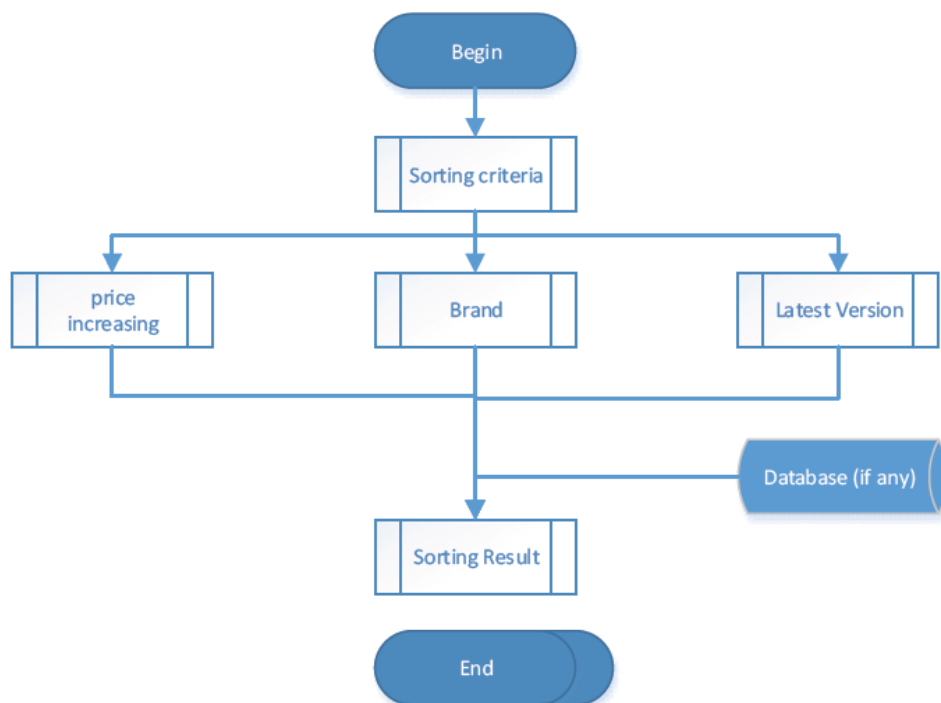 Begin
Sorting criteria
price
increasing
Brand
Latest Version
Database (if any)
Sorting Result
End